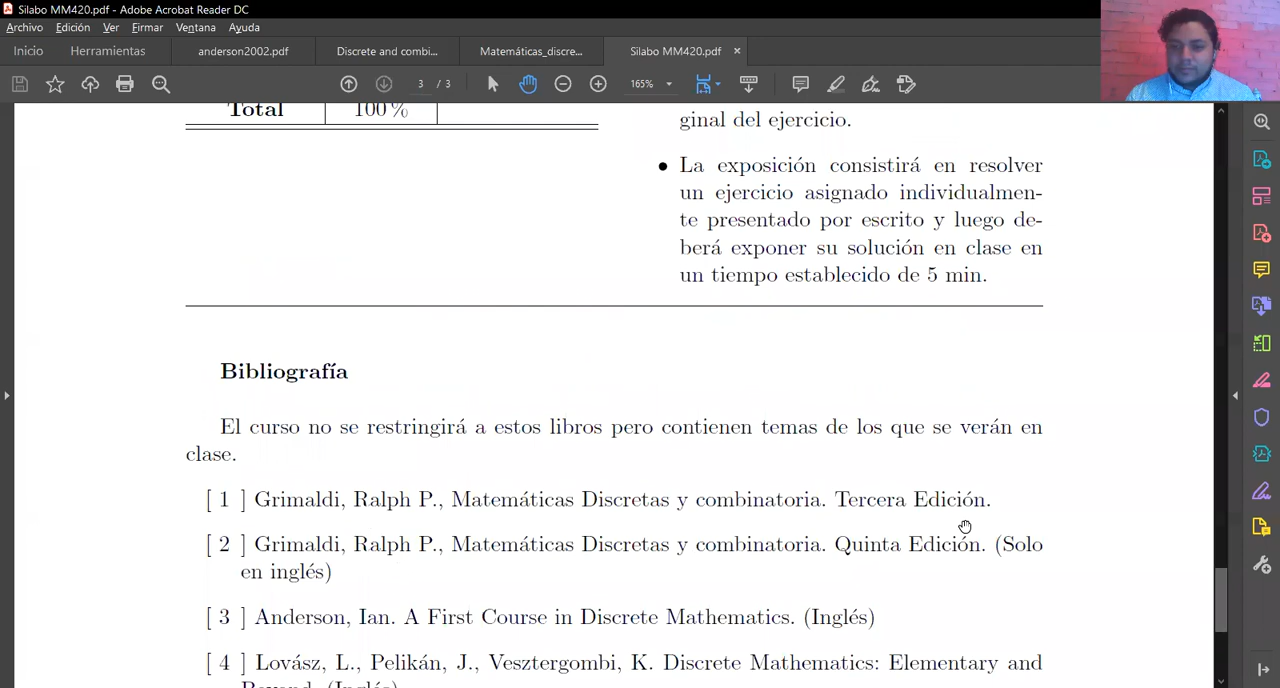 Silabo MM420.pdf - Adobe Acrobat Reader DC
Archivo Edición Ver Firmar Ventana Ayuda
Inicio Herramientas anderson2002.pdf Discrete and combi... Matemáticas_discre... Silabo MM420.pdf ×
3 / 3 165%
Total 100 %
ginal del ejercicio.
• La exposición consistirá en resolver
un ejercicio asignado individualmen-
te presentado por escrito y luego de-
berá exponer su solución en clase en
un tiempo establecido de 5 min.
Bibliografía
El curso no se restringirá a estos libros pero contienen temas de los que se verán en
clase.
[ 1 ] Grimaldi, Ralph P., Matemáticas Discretas y combinatoria. Tercera Edición.
[ 2 ] Grimaldi, Ralph P., Matemáticas Discretas y combinatoria. Quinta Edición. (Solo
en inglés)
[ 3 ] Anderson, Ian. A First Course in Discrete Mathematics. (Inglés)
[ 4 ] Lovász, L., Pelikán, J., Vesztergombi, K. Discrete Mathematics: Elementary and
Beyond. (Inglés)